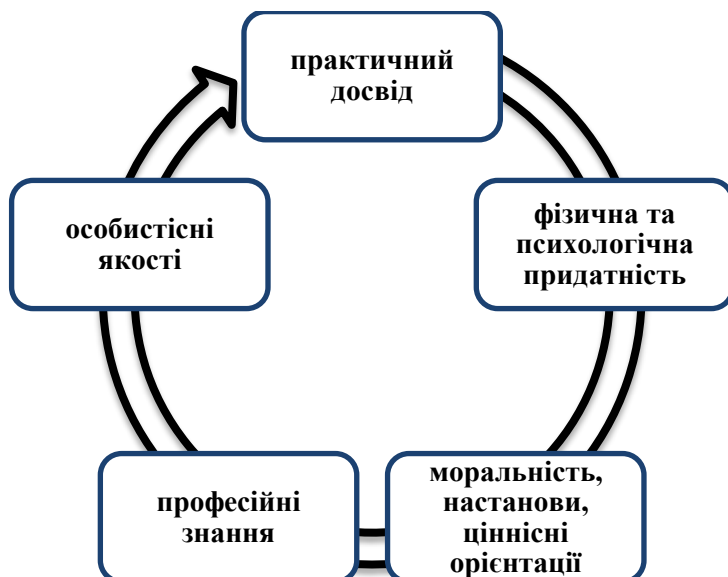 практичний
досвід
фізична та
психологічна
придатність
моральність,
настанови,
ціннісні
орієнтації
професійні
знання
особистісні
якості